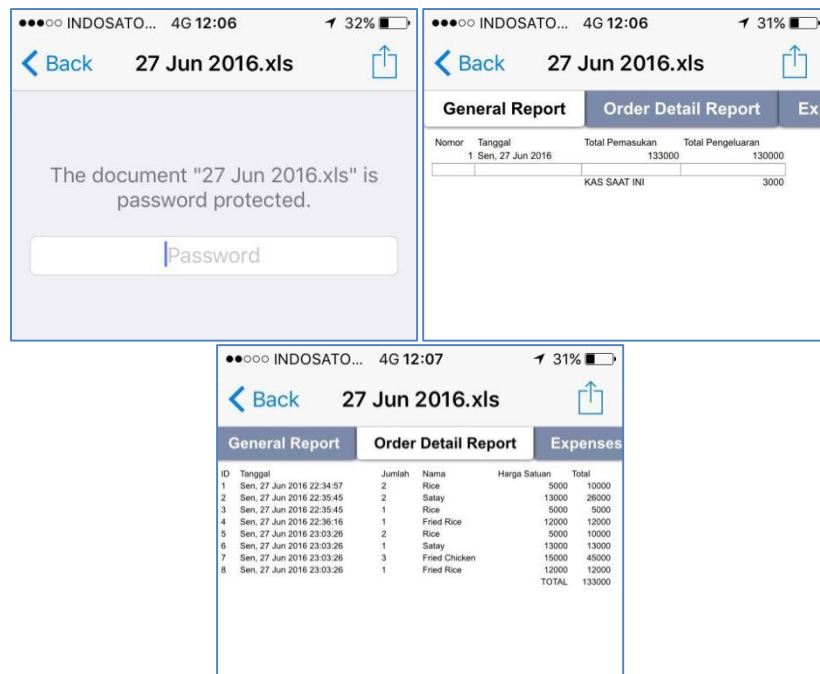 INDOSATO... 4G 12:06 32%
Back 27 Jun 2016.xls
The document "27 Jun 2016.xls" is
password protected.
Password
INDOSATO... 4G 12:06 31%
Back 27 Jun 2016.xls
General Report Order Detail Report Ex
Nomor Tanggal Total Pemasukan Total Pengeluaran
1 Sen, 27 Jun 2016 133000 130000
KAS SAAT INI 3000
INDOSATO... 4G 12:07 31%
Back 27 Jun 2016.xls
General Report Order Detail Report Expenses
ID Tanggal Jumlah Nama Harga Satuan Total
1 Sen, 27 Jun 2016 22:34:57 2 Rice 5000 10000
2 Sen, 27 Jun 2016 22:35:45 2 Satay 13000 26000
3 Sen, 27 Jun 2016 22:35:45 1 Rice 5000 5000
4 Sen, 27 Jun 2016 22:36:16 1 Fried Rice 12000 12000
5 Sen, 27 Jun 2016 23:03:26 2 Rice 5000 10000
6 Sen, 27 Jun 2016 23:03:26 1 Satay 13000 13000
7 Sen, 27 Jun 2016 23:03:26 3 Fried Chicken 15000 45000
8 Sen, 27 Jun 2016 23:03:26 1 Fried Rice 12000 12000
TOTAL 133000